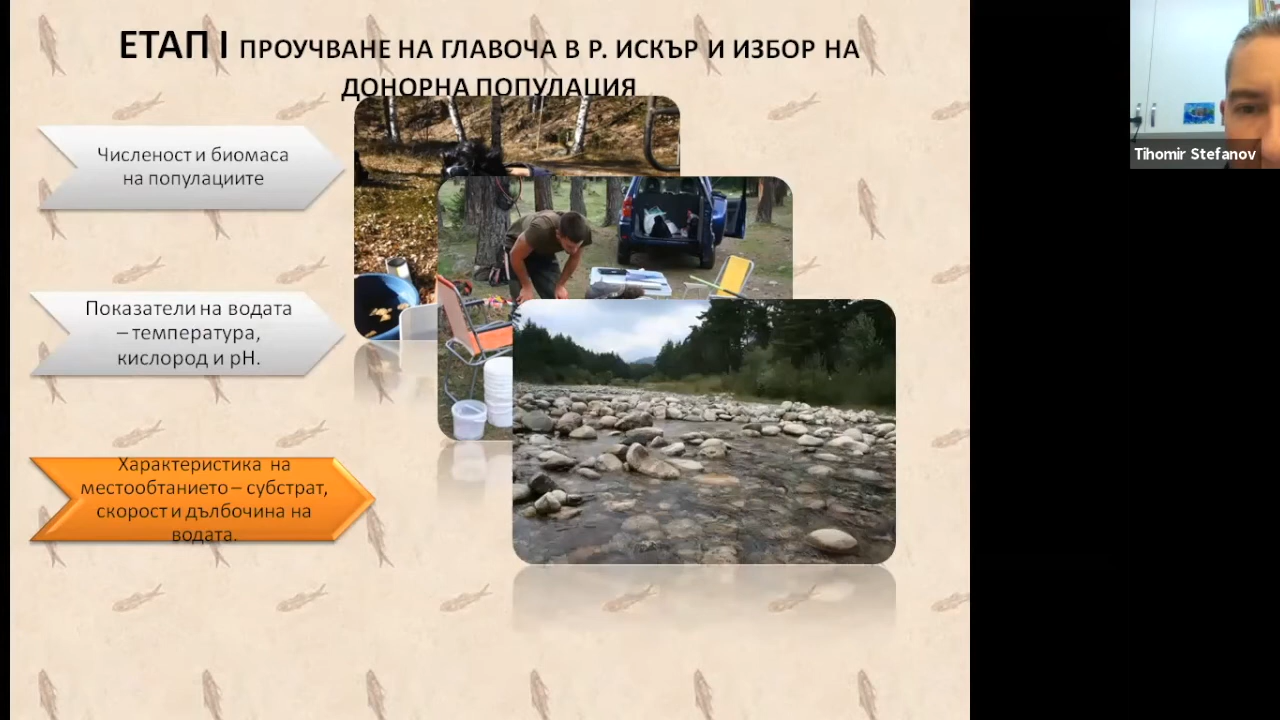 ЕТАП I ПРОУЧВАНЕ НА ГЛАВОЧА В Р. ИСКЪР И ИЗБОР НА
ДОНОРНА ПОПУЛАЦИЯ
Численост и биомаса
на популациите
Показатели на водата
– температура,
кислород и pH.
Характеристика на
местообтанието – субстрат,
скорост и дълбочина на
водата.
Tihomir Stefanov